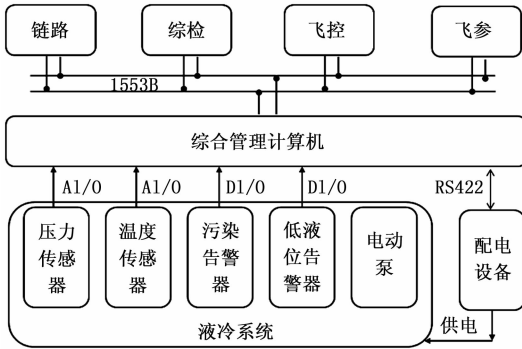 链路 综检 飞控 飞参
1553B
综合管理计算机
A1/O A1/O D1/O D1/O RS422
压力传感器
温度传感器
污染告警器
低液位告警器
电动泵
配电设备
液冷系统
供电